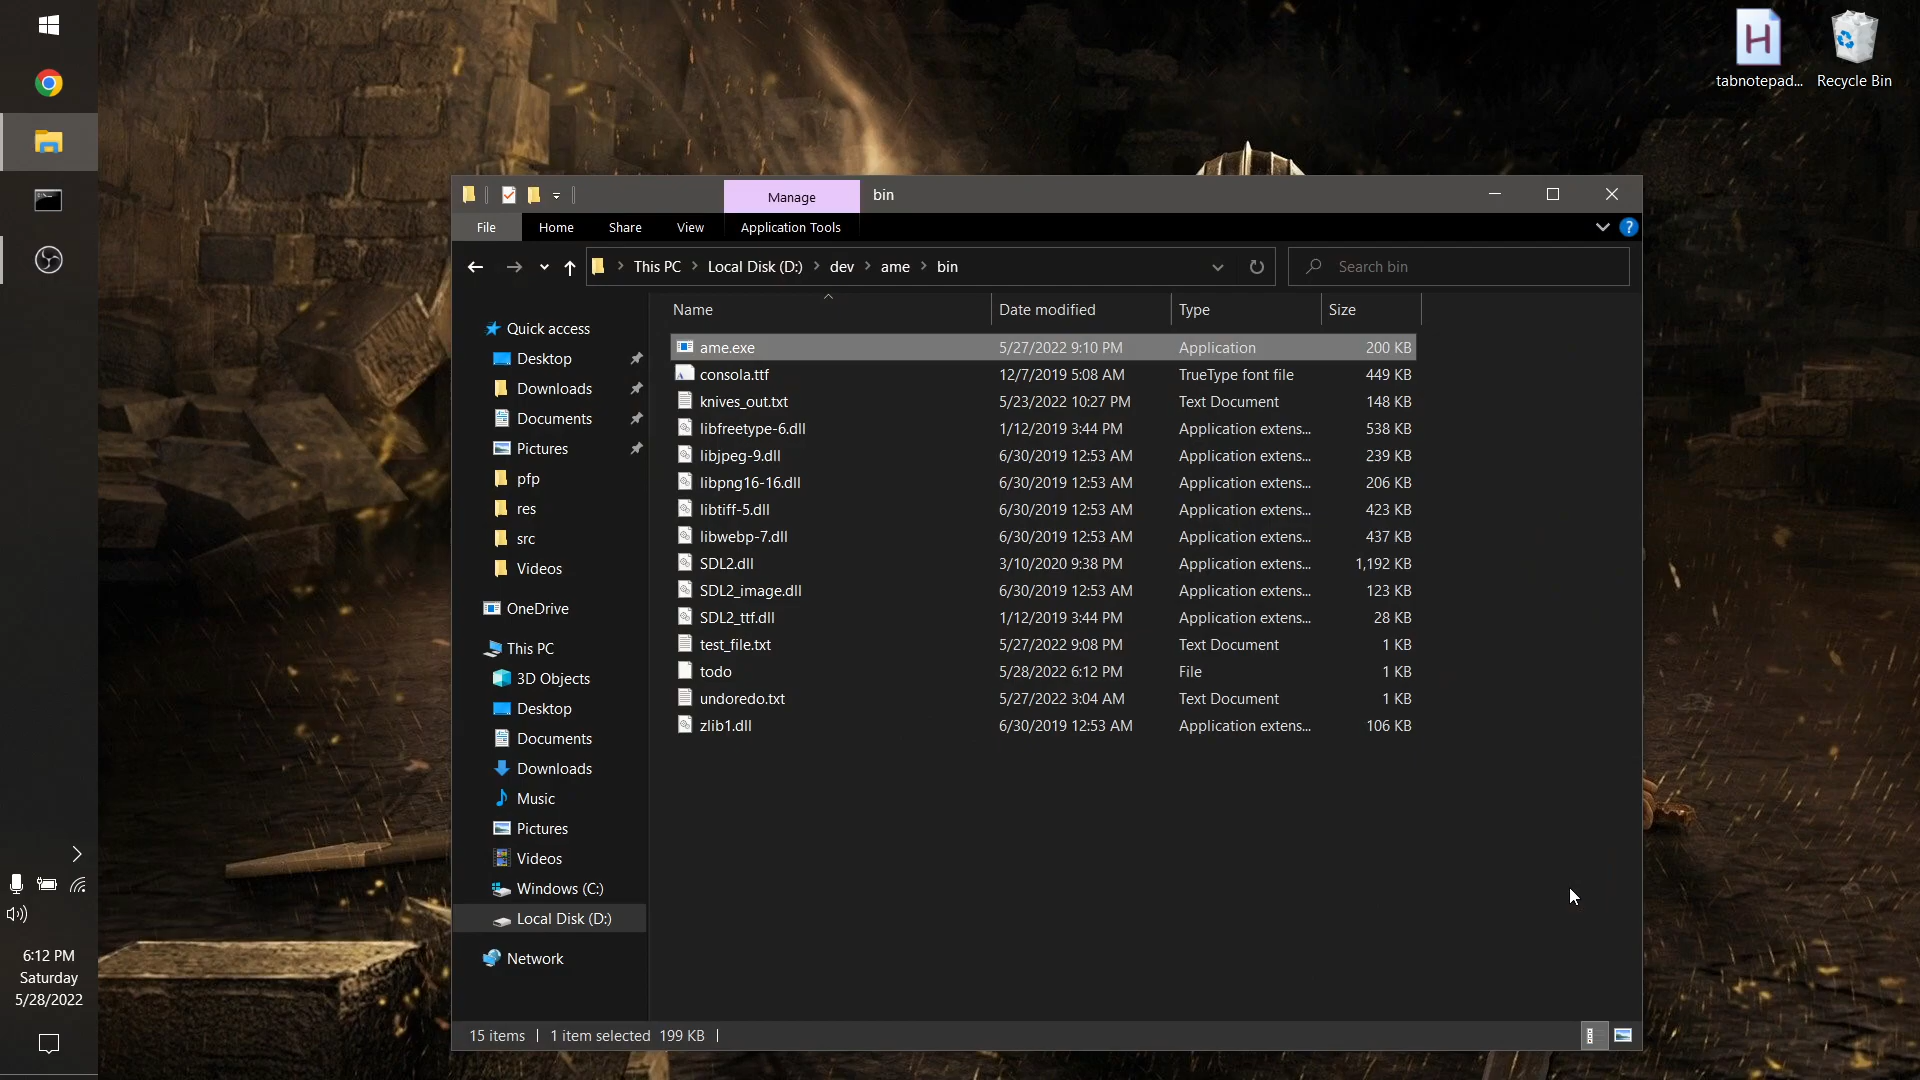 H
tabnotepad...
Recycle Bin
Manage
bin
File
Home
Share
View
Application Tools
?
This PC
Local Disk (D:)
dev
ame
bin
Search bin
Name
Date modified
Type
Size
Quick access
Desktop
Downloads
Documents
Pictures
pfp
res
src
Videos
OneDrive
This PC
3D Objects
Desktop
Documents
Downloads
Music
Pictures
Videos
Windows (C:)
Local Disk (D:)
Network
ame.exe 5/27/2022 9:10 PM Application 200 KB
consola.ttf 12/7/2019 5:08 AM TrueType font file 449 KB
knives_out.txt 5/23/2022 10:27 PM Text Document 148 KB
libfreetype-6.dll 1/12/2019 3:44 PM Application extens... 538 KB
libjpeg-9.dll 6/30/2019 12:53 AM Application extens... 239 KB
libpng16-16.dll 6/30/2019 12:53 AM Application extens... 206 KB
libtiff-5.dll 6/30/2019 12:53 AM Application extens... 423 KB
libwebp-7.dll 6/30/2019 12:53 AM Application extens... 437 KB
SDL2.dll 3/10/2020 9:38 PM Application extens... 1,192 KB
SDL2_image.dll 6/30/2019 12:53 AM Application extens... 123 KB
SDL2_ttf.dll 1/12/2019 3:44 PM Application extens... 28 KB
test_file.txt 5/27/2022 9:08 PM Text Document 1 KB
todo 5/28/2022 6:12 PM File 1 KB
undoredo.txt 5/27/2022 3:04 AM Text Document 1 KB
zlib1.dll 6/30/2019 12:53 AM Application extens... 106 KB
15 items
1 item selected 199 KB
6:12 PM
Saturday
5/28/2022